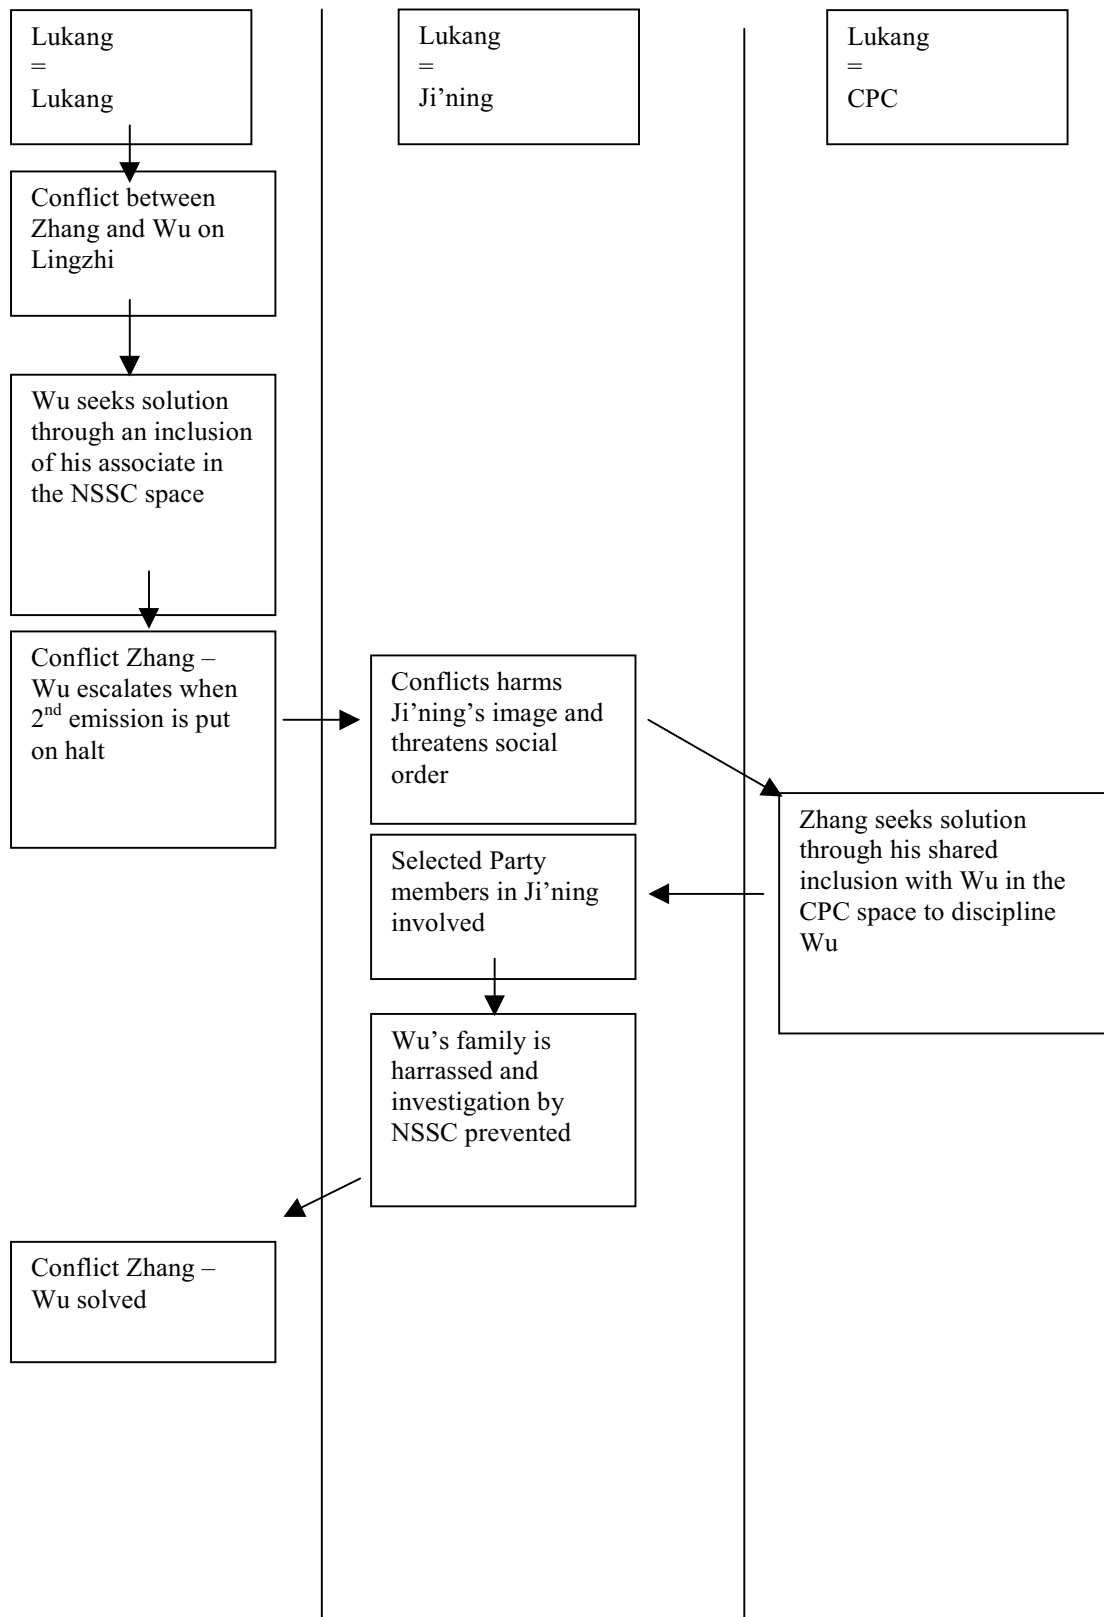 Lukang
=
Lukang
Lukang
=
Ji’ning
Lukang
=
CPC
Conflict between
Zhang and Wu on
Lingzhi
Wu seeks solution
through an inclusion
of his associate in
the NSSC space
Conflict Zhang –
Wu escalates when
2nd emission is put
on halt
Conflicts harms
Ji’ning’s image and
threatens social
order
Zhang seeks solution
through his shared
inclusion with Wu in the
CPC space to discipline
Wu
Selected Party
members in Ji’ning
involved
Wu’s family is
harrassed and
investigation by
NSSC prevented
Conflict Zhang –
Wu solved